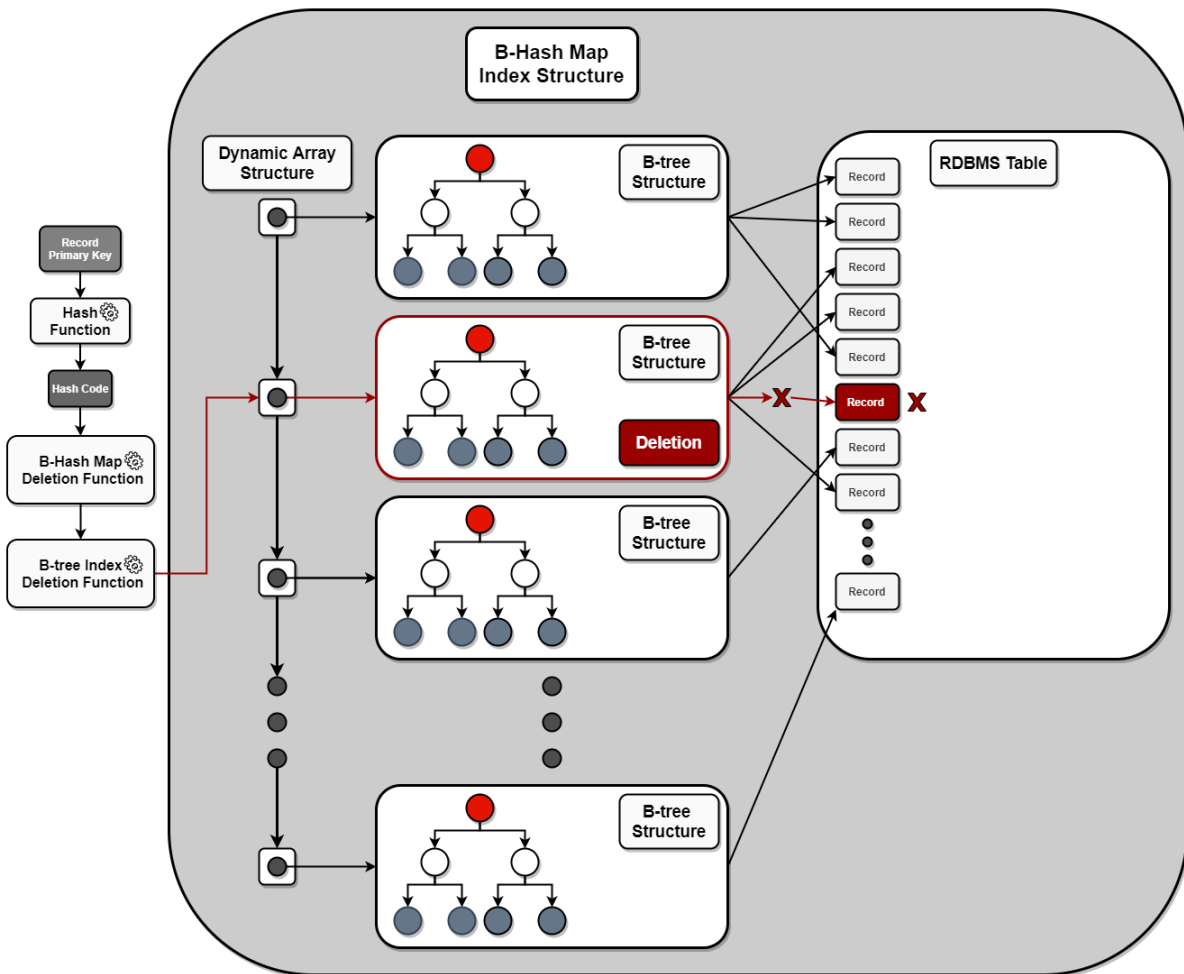 B-Hash Map
Index Structure
Dynamic Array
Structure
B-tree
Structure
RDBMS Table
Record
Record
Record
Record
Record
Record
Record
Record
Record
Record
Primary Key
Hash
Function
Hash Code
B-Hash Map
Deletion Function
B-tree Index
Deletion Function
B-tree
Structure
Deletion
X
X
B-tree
Structure
B-tree
Structure